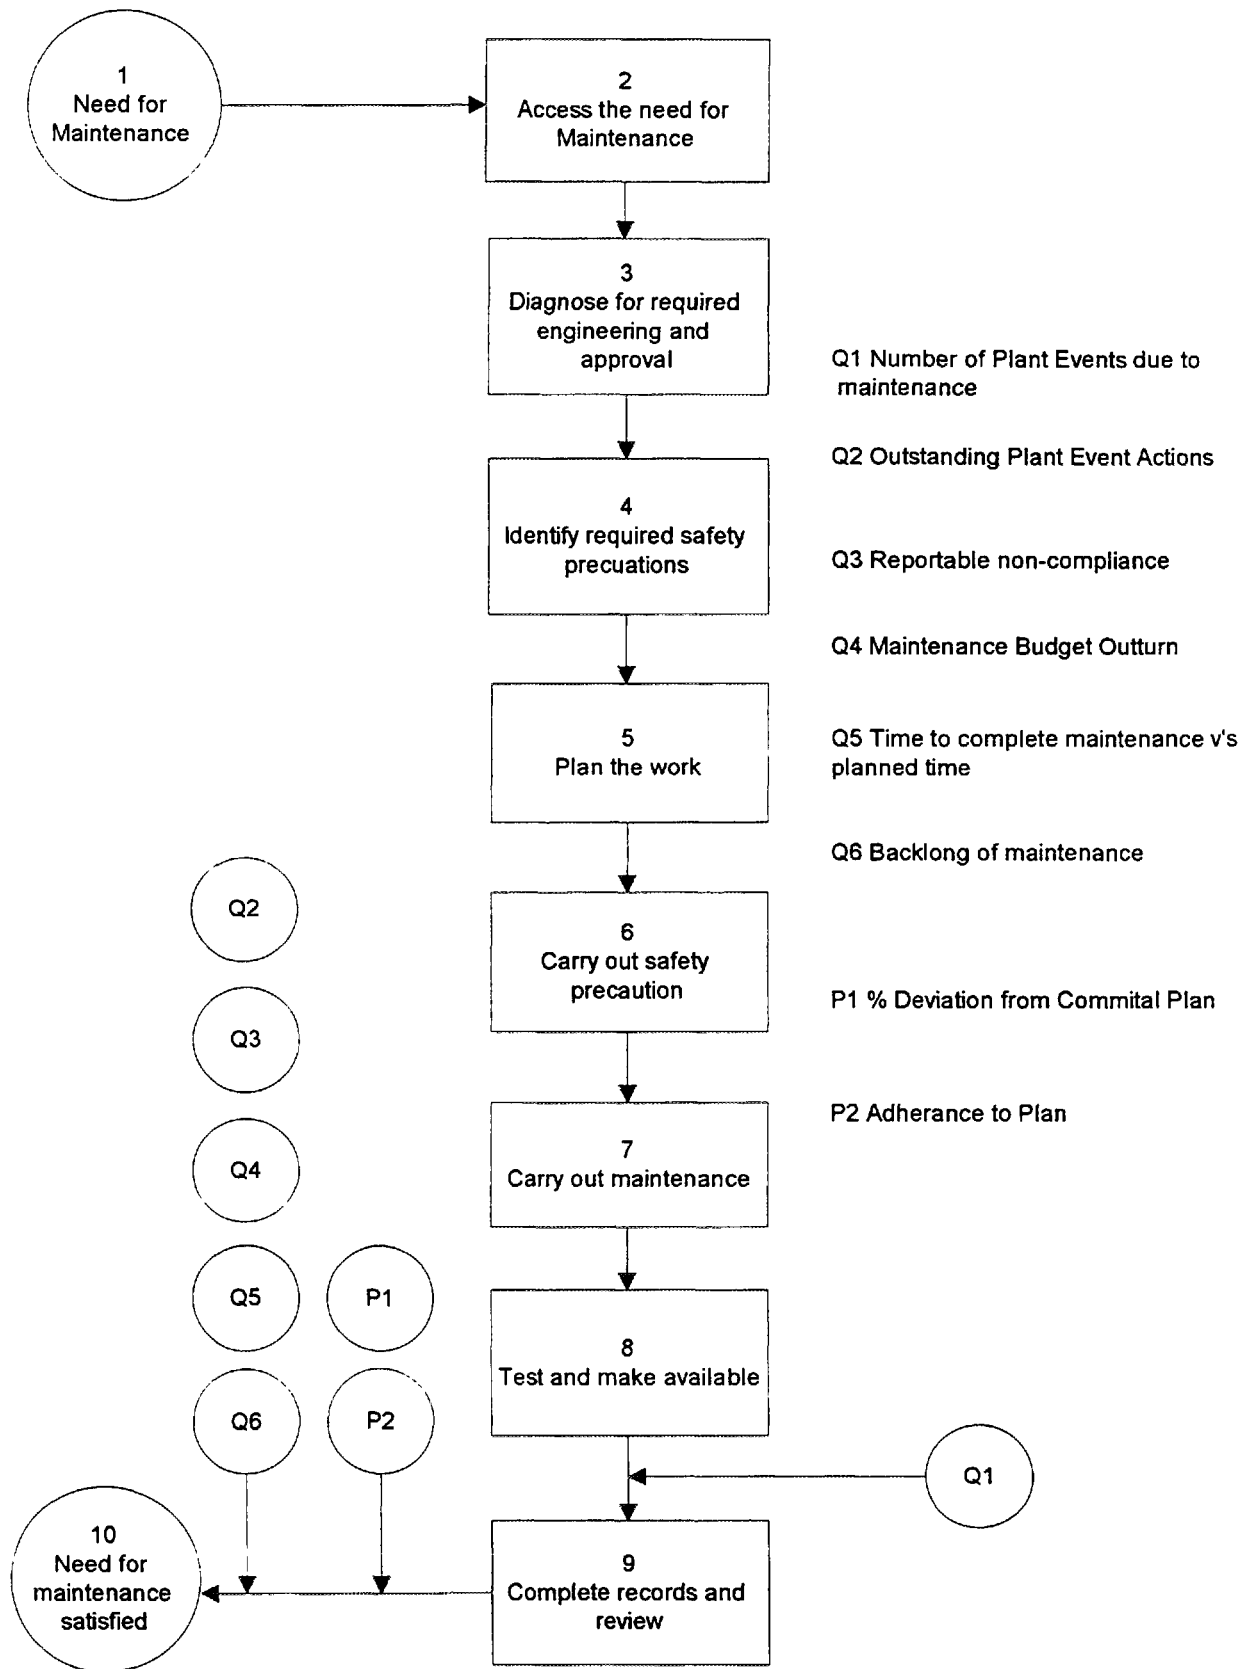 1
Need for
Maintenance
2
Access the need for
Maintenance
3
Diagnose for required
engineering and
approval
Q1 Number of Plant Events due to
maintenance
Q2 Outstanding Plant Event Actions
4
Identify required safety
precuations
Q3 Reportable non-compliance
Q4 Maintenance Budget Outturn
5
Plan the work
Q5 Time to complete maintenance v's
planned time
Q6 Backlong of maintenance
Q2
6
Carry out safety
precaution
P1 % Deviation from Commital Plan
Q3
P2 Adherance to Plan
7
Carry out maintenance
Q4
Q5
P1
8
Test and make available
Q6
P2
Q1
9
Complete records and
review
10
Need for
maintenance
satisfied